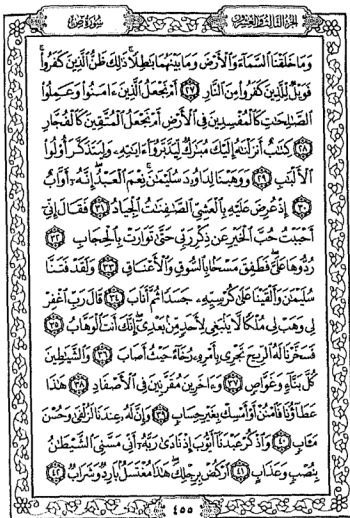 الجزء الثالث والعشرون
سورة ص
وَمَا خَلَقْنَا ٱلسَّمَآءَ وَٱلْأَرْضَ وَمَا بَيْنَهُمَا بَٰطِلًا ۚ ذَٰلِكَ ظَنُّ ٱلَّذِينَ كَفَرُوا۟ ۚ
فَوَيْلٌ لِّلَّذِينَ كَفَرُوا۟ مِنَ ٱلنَّارِ ٢٧ أَمْ نَجْعَلُ ٱلَّذِينَ ءَامَنُوا۟ وَعَمِلُوا۟
ٱلصَّٰلِحَٰتِ كَٱلْمُفْسِدِينَ فِى ٱلْأَرْضِ أَمْ نَجْعَلُ ٱلْمُتَّقِينَ كَٱلْفُجَّارِ
٢٨ كِتَٰبٌ أَنزَلْنَٰهُ إِلَيْكَ مُبَٰرَكٌ لِّيَدَّبَّرُوٓا۟ ءَايَٰتِهِۦ وَلِيَتَذَكَّرَ أُو۟لُوا۟
ٱلْأَلْبَٰبِ ٢٩ وَوَهَبْنَا لِدَاوُۥدَ سُلَيْمَٰنَ ۚ نِعْمَ ٱلْعَبْدُ ۖ إِنَّهُۥٓ أَوَّابٌ
٣٠ إِذْ عُرِضَ عَلَيْهِ بِٱلْعَشِىِّ ٱلصَّٰفِنَٰتُ ٱلْجِيَادُ ٣١ فَقَالَ إِنِّىٓ
أَحْبَبْتُ حُبَّ ٱلْخَيْرِ عَن ذِكْرِ رَبِّى حَتَّىٰ تَوَارَتْ بِٱلْحِجَابِ ٣٢
رُدُّوهَا عَلَىَّ ۖ فَطَفِقَ مَسْحًۢا بِٱلسُّوقِ وَٱلْأَعْنَاقِ ٣٣ وَلَقَدْ فَتَنَّا
سُلَيْمَٰنَ وَأَلْقَيْنَا عَلَىٰ كُرْسِيِّهِۦ جَسَدًا ثُمَّ أَنَابَ ٣٤ قَالَ رَبِّ ٱغْفِرْ
لِى وَهَبْ لِى مُلْكًا لَّا يَنۢبَغِى لِأَحَدٍ مِّنۢ بَعْدِىٓ ۖ إِنَّكَ أَنتَ ٱلْوَهَّابُ ٣٥
فَسَخَّرْنَا لَهُ ٱلرِّيحَ تَجْرِى بِأَمْرِهِۦ رُخَآءً حَيْثُ أَصَابَ ٣٦ وَٱلشَّيَٰطِينَ
كُلَّ بَنَّآءٍ وَغَوَّاصٍ ٣٧ وَءَاخَرِينَ مُقَرَّنِينَ فِى ٱلْأَصْفَادِ ٣٨ هَٰذَا
عَطَآؤُنَا فَٱمْنُنْ أَوْ أَمْسِكْ بِغَيْرِ حِسَابٍ ٣٩ وَإِنَّ لَهُۥ عِندَنَا لَزُلْفَىٰ وَحُسْنَ
مَـَٔابٍ ٤٠ وَٱذْكُرْ عَبْدَنَآ أَيُّوبَ إِذْ نَادَىٰ رَبَّهُۥٓ أَنِّى مَسَّنِىَ ٱلشَّيْطَٰنُ
بِنُصْبٍ وَعَذَابٍ ٤١ ٱرْكُضْ بِرِجْلِكَ ۖ هَٰذَا مُغْتَسَلٌۢ بَارِدٌ وَشَرَابٌ ٤٢
٤٥٥